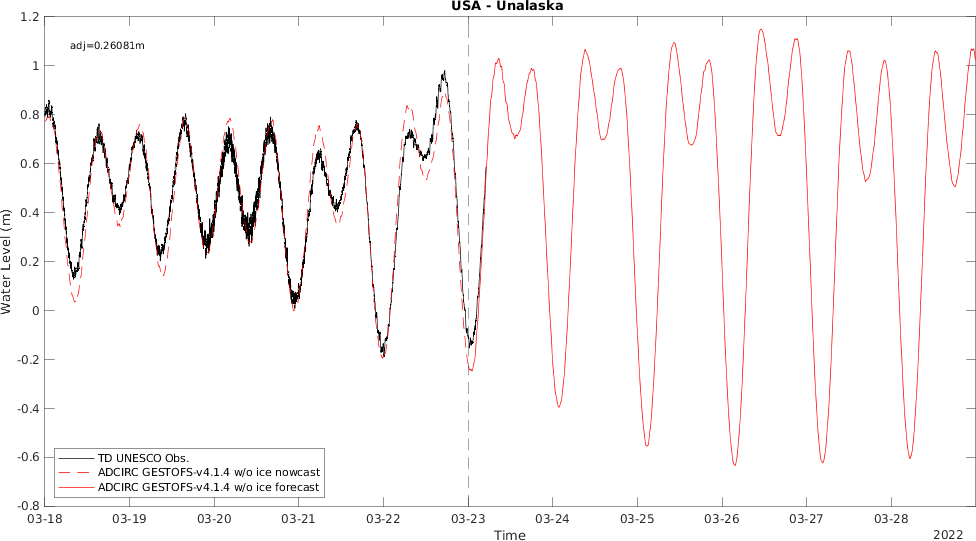 USA - Unalaska
adj=0.26081m
Water Level (m)
1.2
1
0.8
0.6
0.4
0.2
0
-0.2
-0.4
-0.6
-0.8
TD UNESCO Obs.
ADCIRC GESTOFS-v4.1.4 w/o ice nowcast
ADCIRC GESTOFS-v4.1.4 w/o ice forecast
03-18 03-19 03-20 03-21 03-22 03-23 03-24 03-25 03-26 03-27 03-28
Time
2022